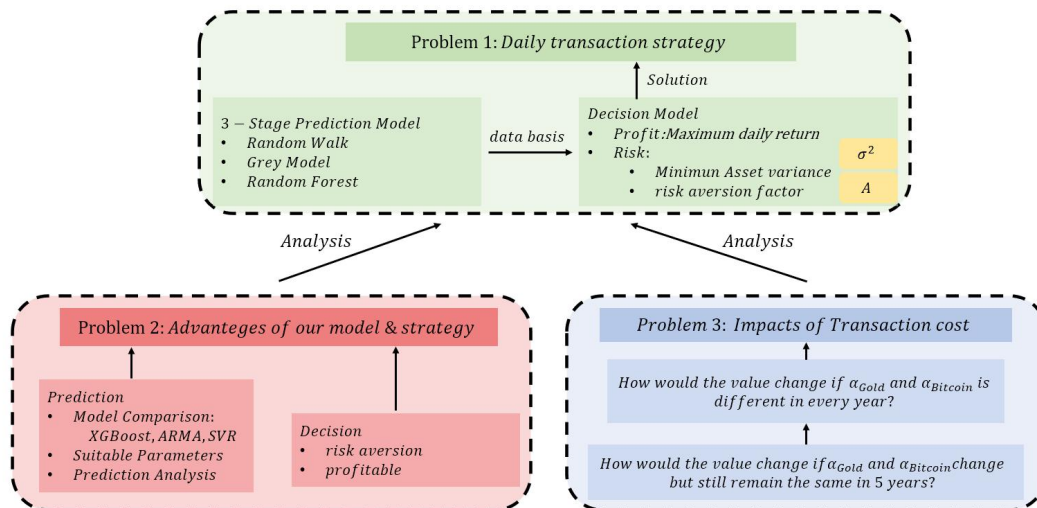 Problem 1: Daily transaction strategy
Solution
3 − Stage Prediction Model
• Random Walk
• Grey Model
• Random Forest
data basis
Decision Model
• Profit:Maximum daily return
• Risk:
• Minimun Asset variance
• risk aversion factor
σ²
A
Analysis
Analysis
Problem 2: Advanteges of our model & strategy
Prediction
• Model Comparison:
XGBoost, ARMA, SVR
• Suitable Parameters
• Prediction Analysis
Decision
• risk aversion
• profitable
Problem 3: Impacts of Transaction cost
How would the value change if α_Gold and α_Bitcoin is
different in every year?
How would the value change if α_Gold and α_Bitcoin change
but still remain the same in 5 years?